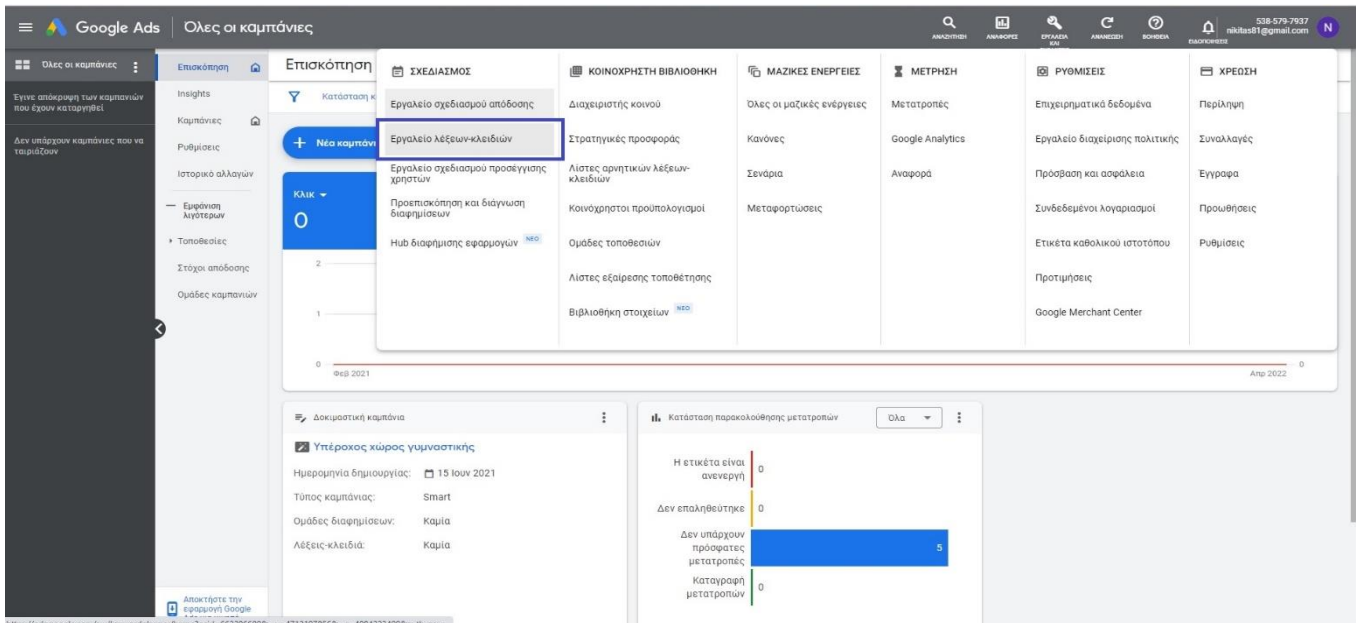 Google Ads
Όλες οι καμπάνιες
ΑΝΑΖΗΤΗΣΗ
ΑΝΑΦΟΡΕΣ
ΕΡΓΑΛΕΙΑ
ΚΑΙ
ΑΝΑΝΕΩΣΗ
ΒΟΗΘΕΙΑ
ΕΙΔΟΠΟΙΗΣΕΙΣ
538-579-7937
nikitas81@gmail.com
N
Όλες οι καμπάνιες
Έγινε απόκρυψη των καμπανιών
που έχουν καταργηθεί
Δεν υπάρχουν καμπάνιες που να
ταιριάζουν
Επισκόπηση
Insights
Καμπάνιες
Ρυθμίσεις
Ιστορικό αλλαγών
Εμφάνιση
λιγότερων
Τοποθεσίες
Στόχοι απόδοσης
Ομάδες καμπανιών
Αποκτήστε την
εφαρμογή Google
Επισκόπηση
Κατάσταση
+ Νέα καμπάνι
Κλικ
0
ΣΧΕΔΙΑΣΜΟΣ
Εργαλείο σχεδιασμού απόδοσης
Εργαλείο λέξεων-κλειδιών
Εργαλείο σχεδιασμού προσέγγισης
χρηστών
Προεπισκόπηση και διάγνωση
διαφημίσεων
Hub διαφήμισης εφαρμογών ΝΕΟ
ΚΟΙΝΟΧΡΗΣΤΗ ΒΙΒΛΙΟΘΗΚΗ
Διαχειριστής κοινού
Στρατηγικές προσφοράς
Λίστες αρνητικών λέξεων-
κλειδιών
Κοινόχρηστοι προϋπολογισμοί
Ομάδες τοποθεσιών
Λίστες εξαίρεσης τοποθέτησης
Βιβλιοθήκη στοιχείων ΝΕΟ
ΜΑΖΙΚΕΣ ΕΝΕΡΓΕΙΕΣ
Όλες οι μαζικές ενέργειες
Κανόνες
Σενάρια
Μεταφορτώσεις
ΜΕΤΡΗΣΗ
Μετατροπές
Google Analytics
Αναφορά
ΡΥΘΜΙΣΕΙΣ
Επιχειρηματικά δεδομένα
Εργαλείο διαχείρισης πολιτικής
Πρόσβαση και ασφάλεια
Συνδεδεμένοι λογαριασμοί
Ετικέτα καθολικού ιστοτόπου
Προτιμήσεις
Google Merchant Center
ΧΡΕΩΣΗ
Περίληψη
Συναλλαγές
Έγγραφα
Προωθήσεις
Ρυθμίσεις
2
1
0
0
Φεβ 2021
Απρ 2022
Δοκιμαστική καμπάνια
Υπέροχος χώρος γυμναστικής
Ημερομηνία δημιουργίας: 15 Ιουν 2021
Τύπος καμπάνιας: Smart
Ομάδες διαφημίσεων: Καμία
Λέξεις-κλειδιά: Καμία
Κατάσταση παρακολούθησης μετατροπών
Όλα
Η ετικέτα είναι
ανενεργή
0
Δεν επαληθεύτηκε 0
Δεν υπάρχουν
πρόσφατες
μετατροπές
5
Καταγραφή
μετατροπών
0